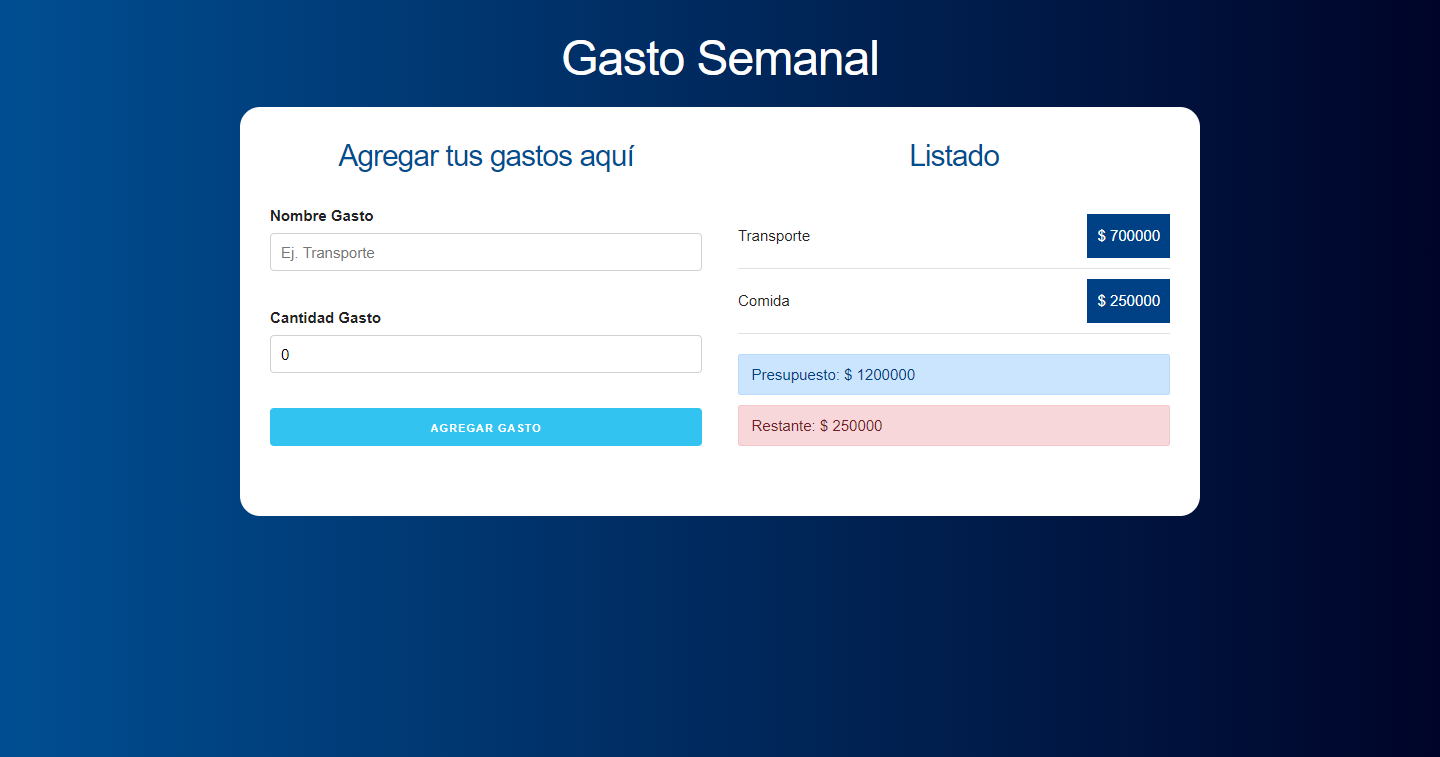 Gasto Semanal
Agregar tus gastos aquí
Nombre Gasto
Ej. Transporte
Cantidad Gasto
0
AGREGAR GASTO
Listado
Transporte $ 700000
Comida $ 250000
Presupuesto: $ 1200000
Restante: $ 250000